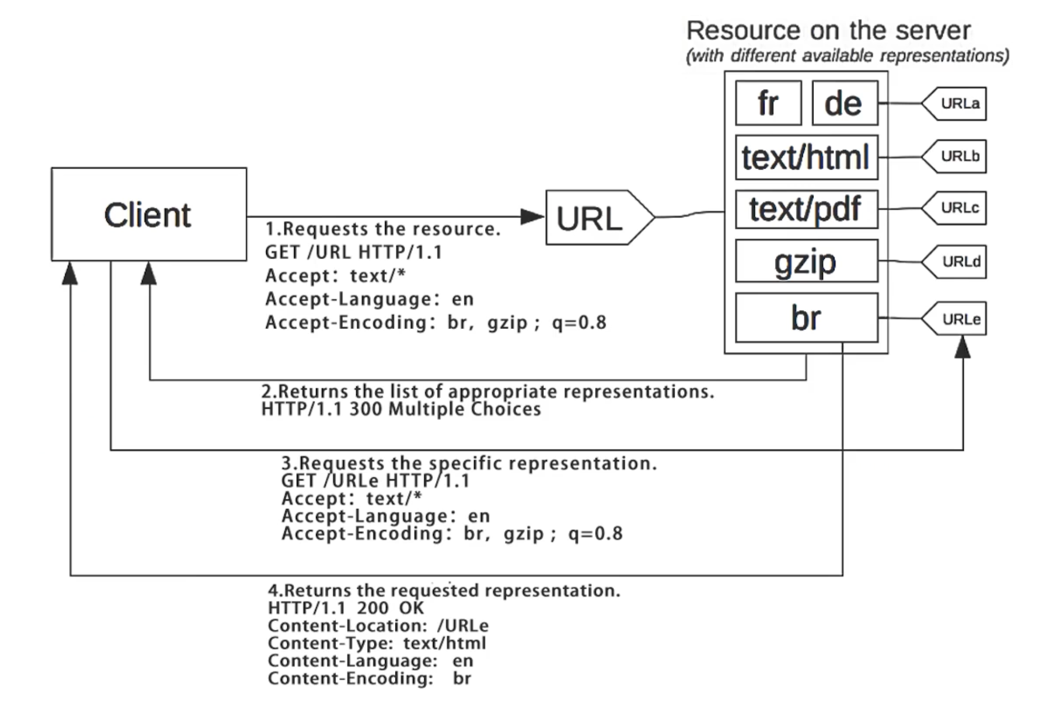 Resource on the server
(with different available representations)
fr
de
URLa
text/html
URLb
text/pdf
URLc
gzip
URLd
br
URLe
Client
URL
1.Requests the resource.
GET /URL HTTP/1.1
Accept: text/*
Accept-Language: en
Accept-Encoding: br, gzip ; q=0.8
2.Returns the list of appropriate representations.
HTTP/1.1 300 Multiple Choices
3.Requests the specific representation.
GET /URLe HTTP/1.1
Accept: text/*
Accept-Language: en
Accept-Encoding: br, gzip ; q=0.8
4.Returns the requested representation.
HTTP/1.1 200 OK
Content-Location: /URLe
Content-Type: text/html
Content-Language: en
Content-Encoding: br